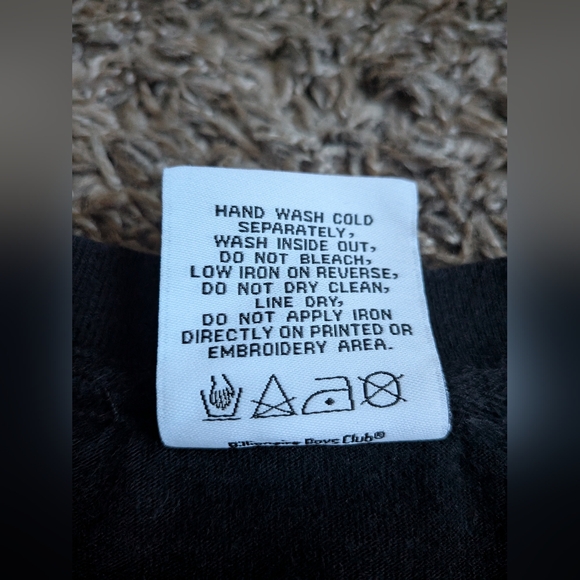 HAND WASH COLD
SEPARATELY,
WASH INSIDE OUT,
DO NOT BLEACH,
LOW IRON ON REVERSE,
DO NOT DRY CLEAN,
LINE DRY,
DO NOT APPLY IRON
DIRECTLY ON PRINTED OR
EMBROIDERY AREA.
Billionaire Boys Club®